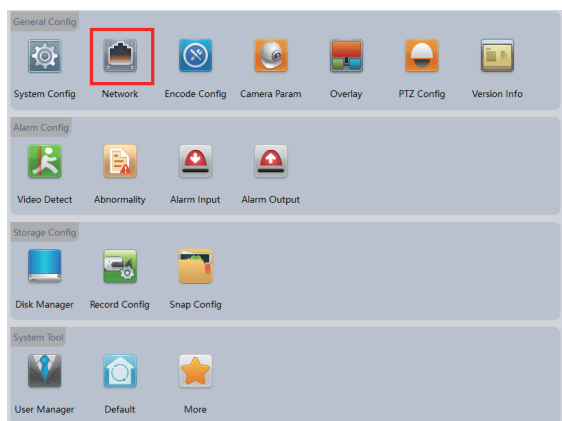 General Config
System Config Network Encode Config Camera Param Overlay PTZ Config Version Info
Alarm Config
Video Detect Abnormality Alarm Input Alarm Output
Storage Config
Disk Manager Record Config Snap Config
System Tool
User Manager Default More